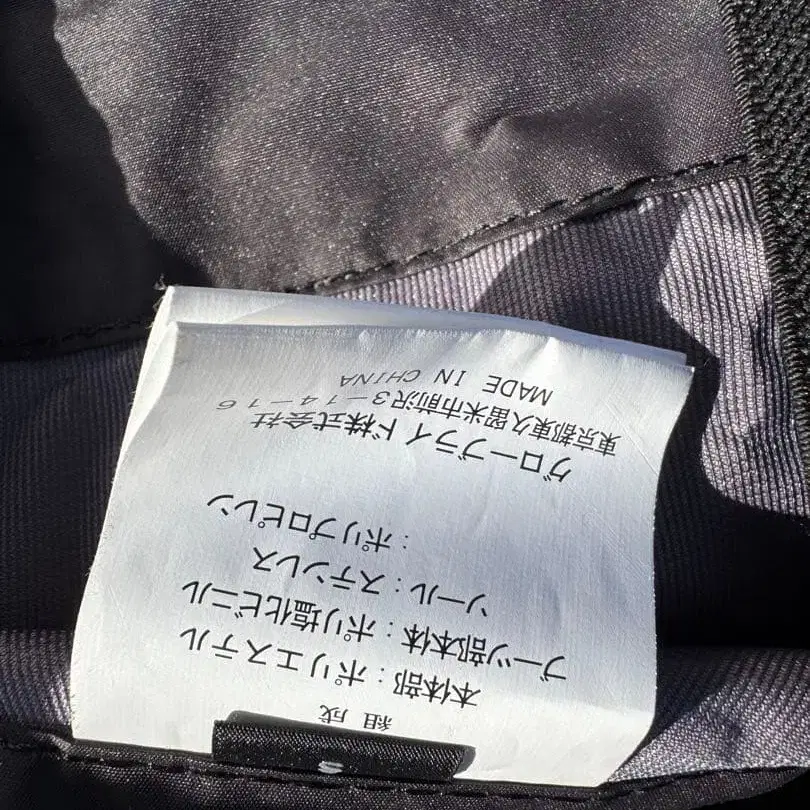 S
組成
本体部：ポリエステル
ブーツ部本体：ポリ塩化ビニル
ソール：ステンレス
：ポリプロピレン
グローブライド株式会社
東京都東久留米市前沢3－14－16
MADE IN CHINA